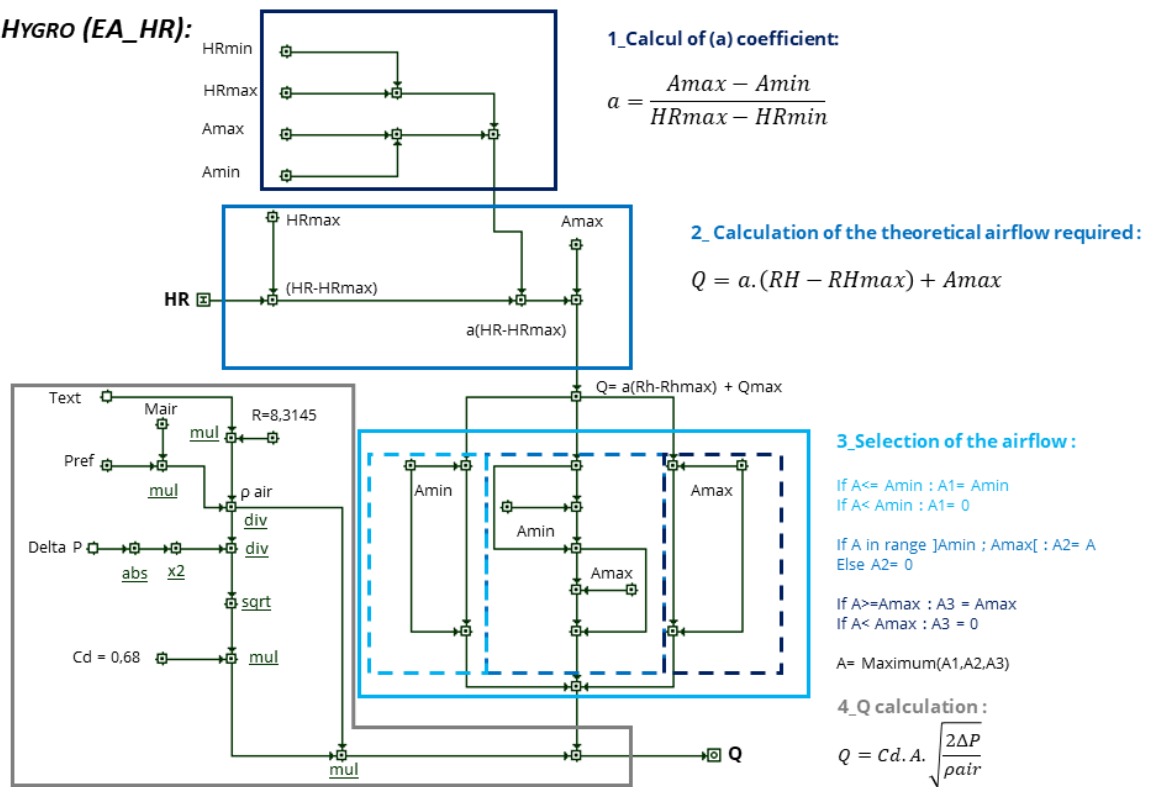 HYGRO (EA_HR):
HRmin
HRmax
Amax
Amin
1_Calcul of (a) coefficient:
a = (Amax − Amin) / (HRmax − HRmin)
HRmax
Amax
HR
(HR-HRmax)
a(HR-HRmax)
2_ Calculation of the theoretical airflow required :
Q = a.(RH − RHmax) + Amax
Q= a(Rh-Rhmax) + Qmax
Text
Mair
R=8,3145
mul
Pref
mul
ρ air
div
Delta P
abs
x2
div
sqrt
Cd = 0,68
mul
mul
Amin
Amin
Amax
Amax
Q
3_Selection of the airflow :
If A<= Amin : A1= Amin
If A< Amin : A1= 0
If A in range ]Amin ; Amax[ : A2= A
Else A2= 0
If A>=Amax : A3 = Amax
If A< Amax : A3 = 0
A= Maximum(A1,A2,A3)
4_Q calculation :
Q = Cd. A. √(2ΔP / ρair)